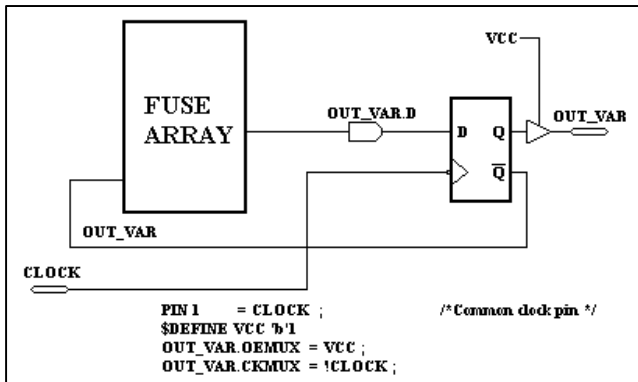 VCC
FUSE
ARRAY
OUT_VAR.D
OUT_VAR
D Q
Q
OUT_VAR
CLOCK
PIN 1 = CLOCK ; /*Common clock pin */
$DEFINE VCC 'b'1
OUT_VAR.OEMUX = VCC ;
OUT_VAR.CKMUX = !CLOCK ;